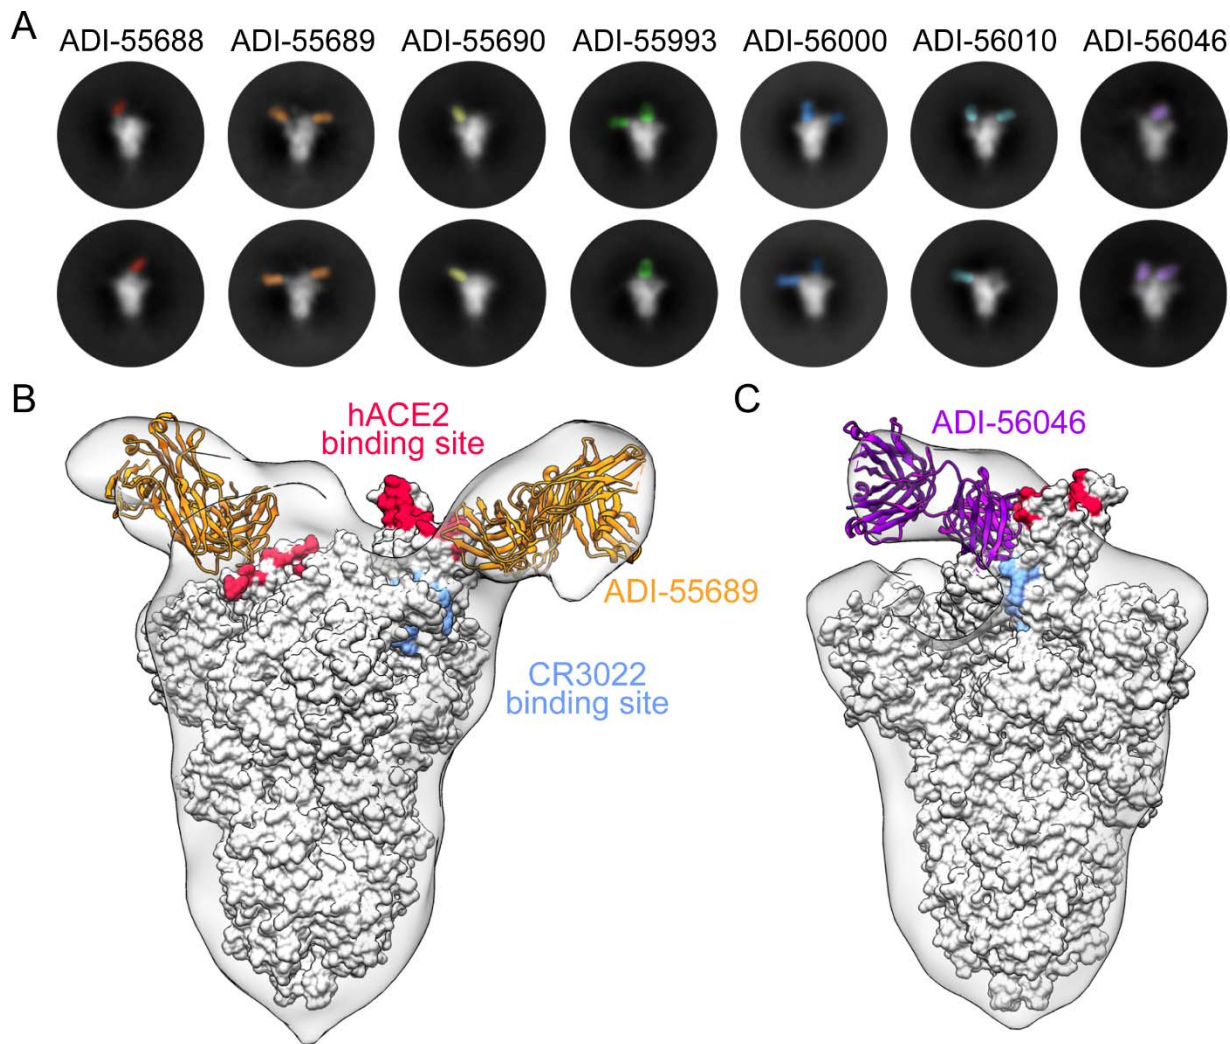 A
ADI-55688 ADI-55689 ADI-55690 ADI-55993 ADI-56000 ADI-56010 ADI-56046
B
hACE2
binding site
ADI-55689
CR3022
binding site
C
ADI-56046